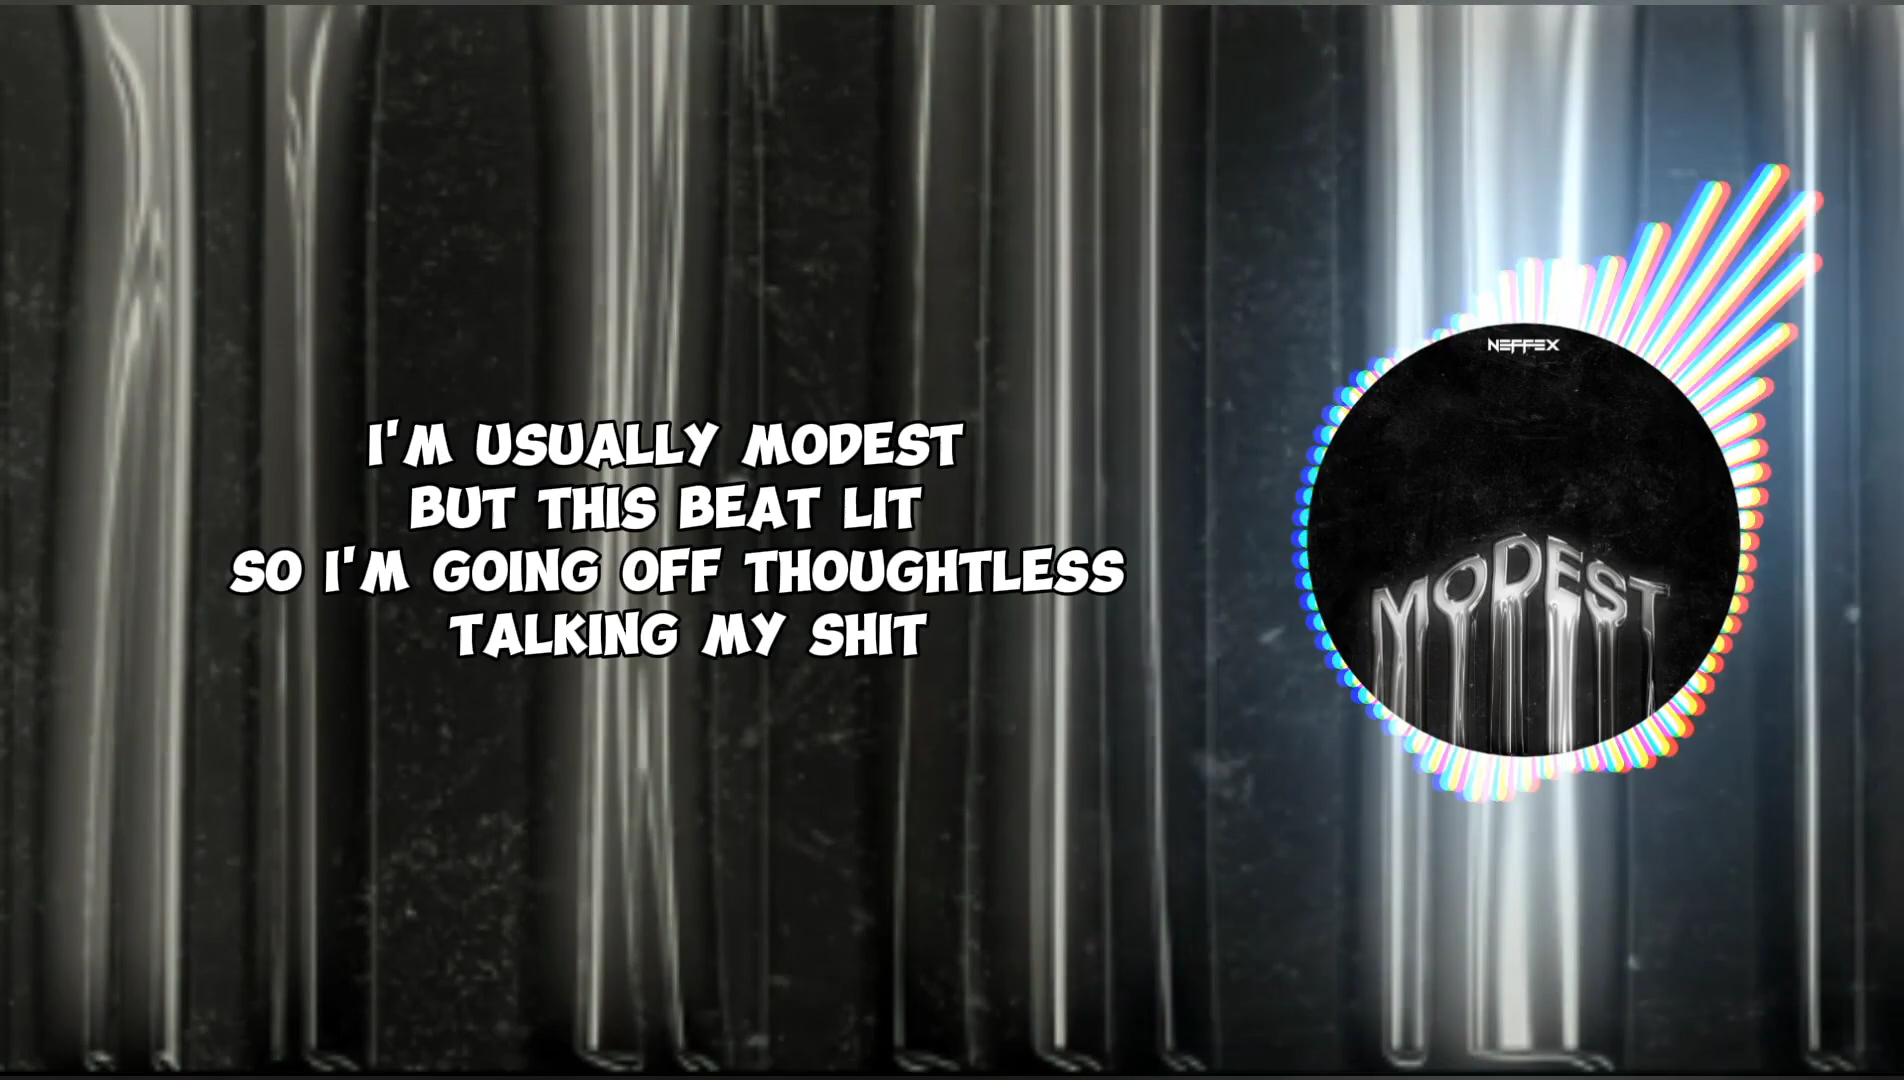 I'M USUALLY MODEST
BUT THIS BEAT LIT
SO I'M GOING OFF THOUGHTLESS
TALKING MY SHIT
NEFFEX
MODEST